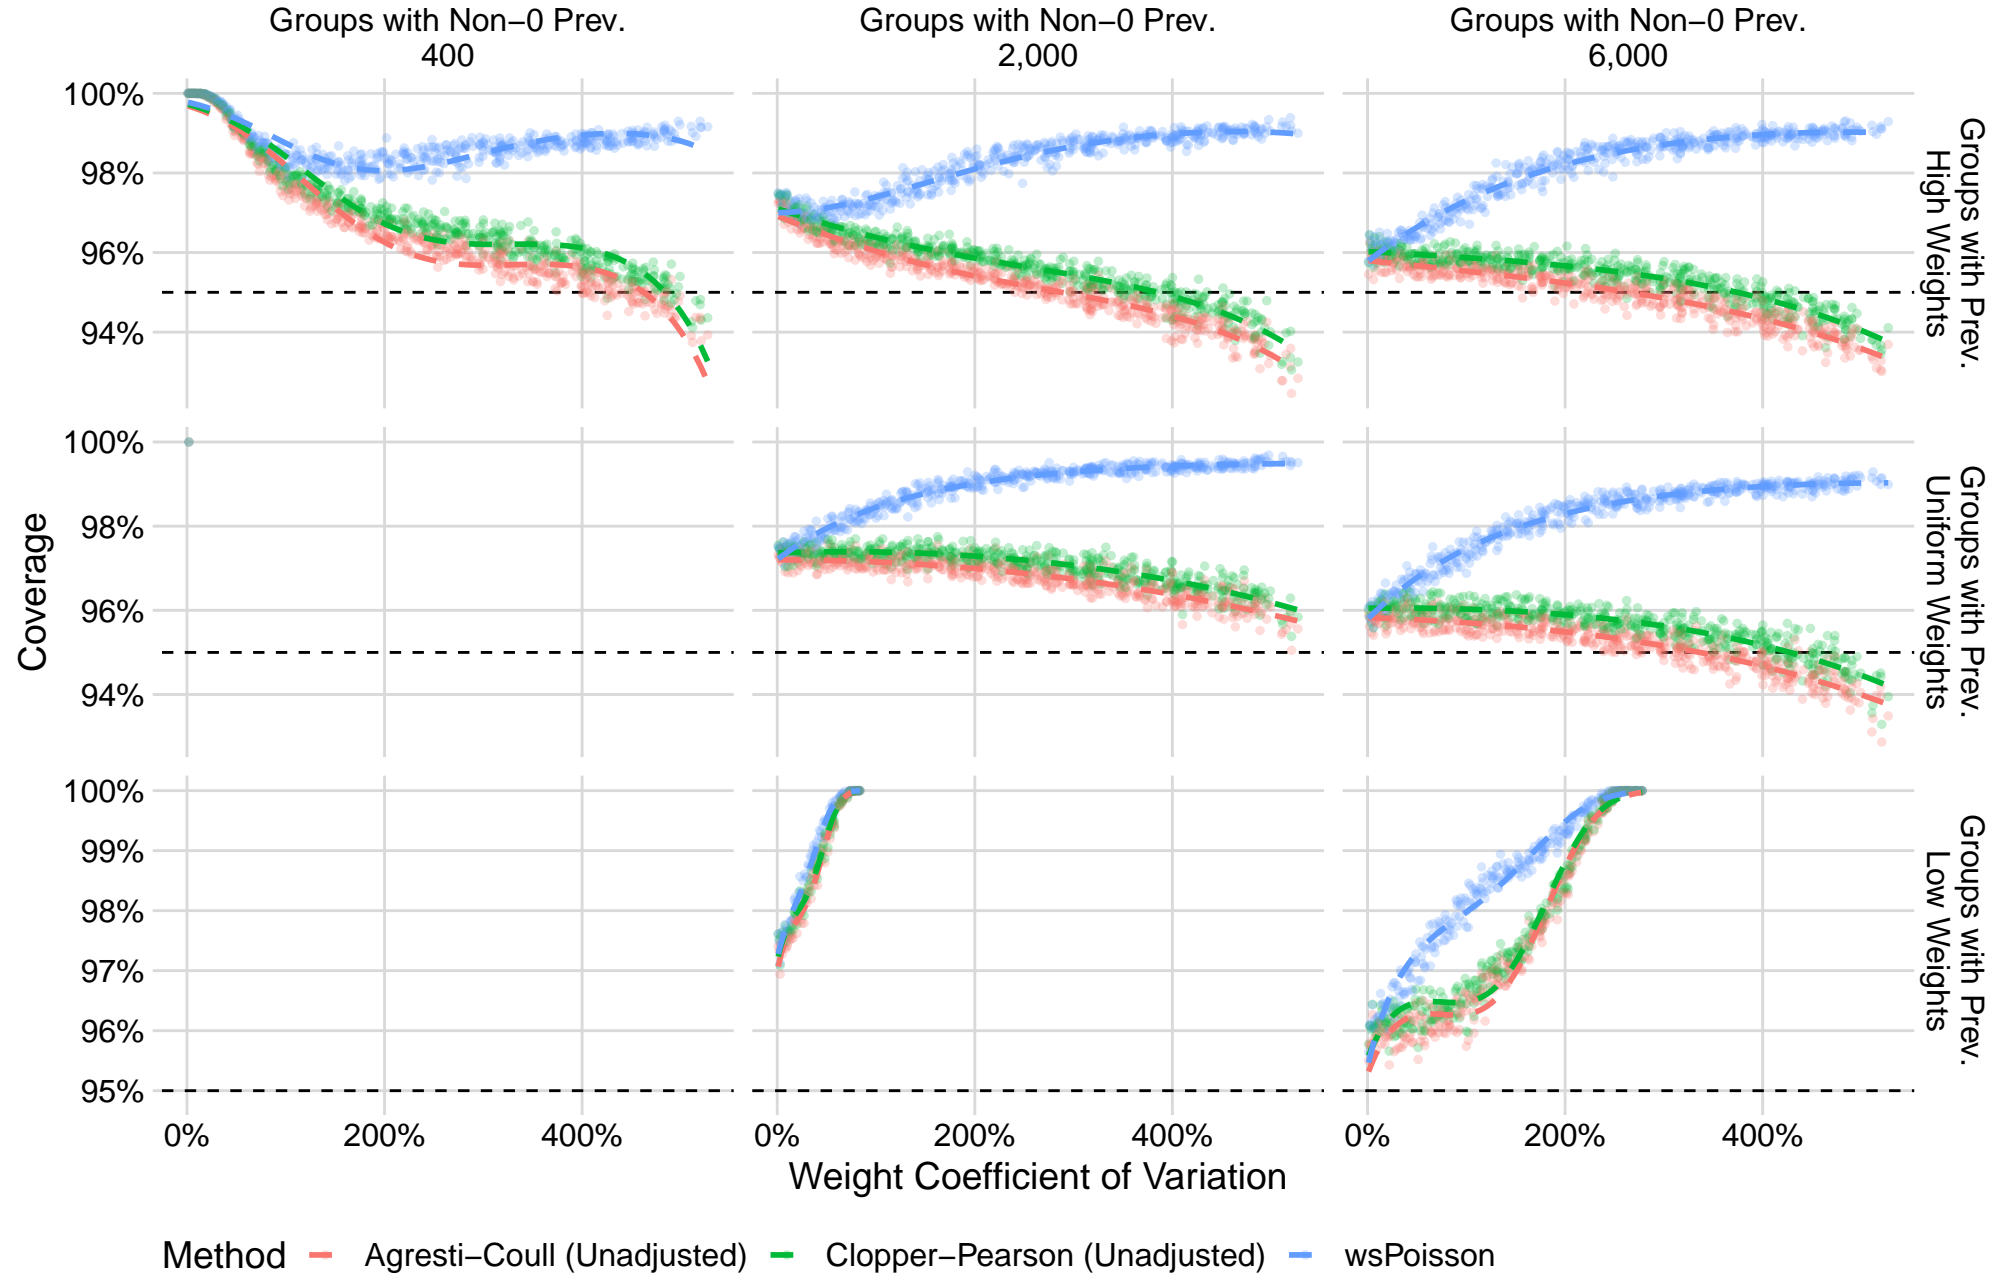 Groups with Non−0 Prev.
400
Groups with Non−0 Prev.
2,000
Groups with Non−0 Prev.
6,000
100%
98%
96%
94%
Groups with Prev.
High Weights
100%
98%
96%
94%
Groups with Prev.
Uniform Weights
100%
99%
98%
97%
96%
95%
Groups with Prev.
Low Weights
Coverage
0%
200%
400%
0%
200%
400%
0%
200%
400%
Weight Coefficient of Variation
Method
Agresti−Coull (Unadjusted)
Clopper−Pearson (Unadjusted)
wsPoisson